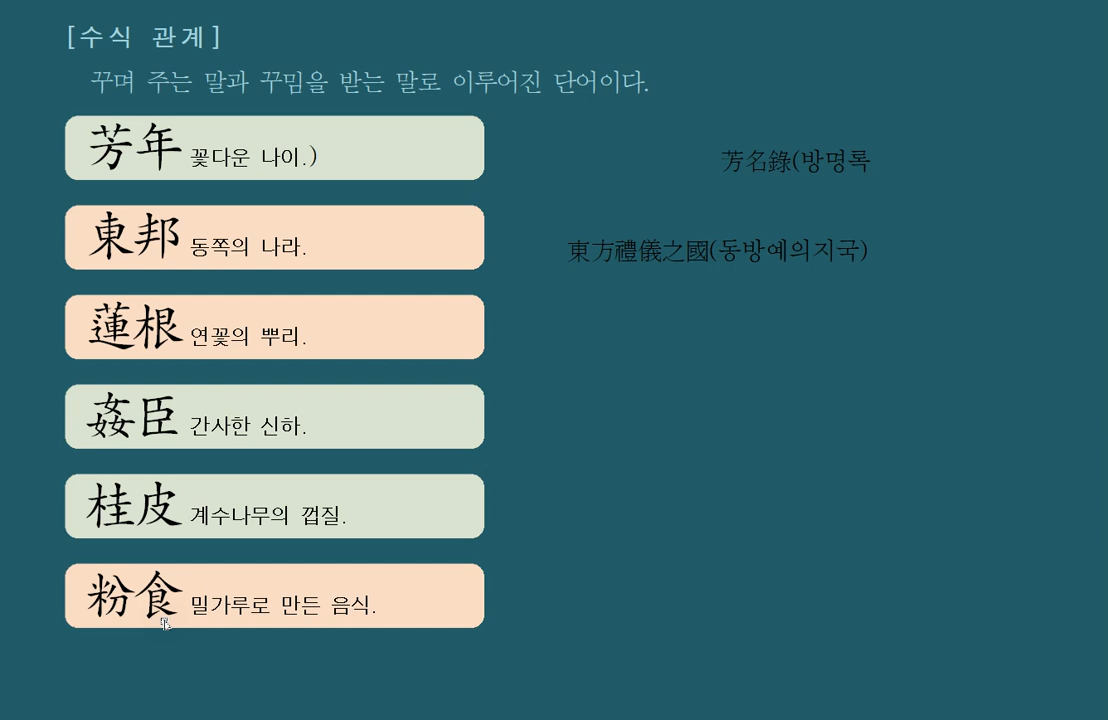 [수식 관계]
꾸며 주는 말과 꾸밈을 받는 말로 이루어진 단어이다.
芳年 꽃다운 나이.)
芳名錄(방명록
東邦 동쪽의 나라.
東方禮儀之國(동방예의지국)
蓮根 연꽃의 뿌리.
姦臣 간사한 신하.
桂皮 계수나무의 껍질.
粉食 밀가루로 만든 음식.